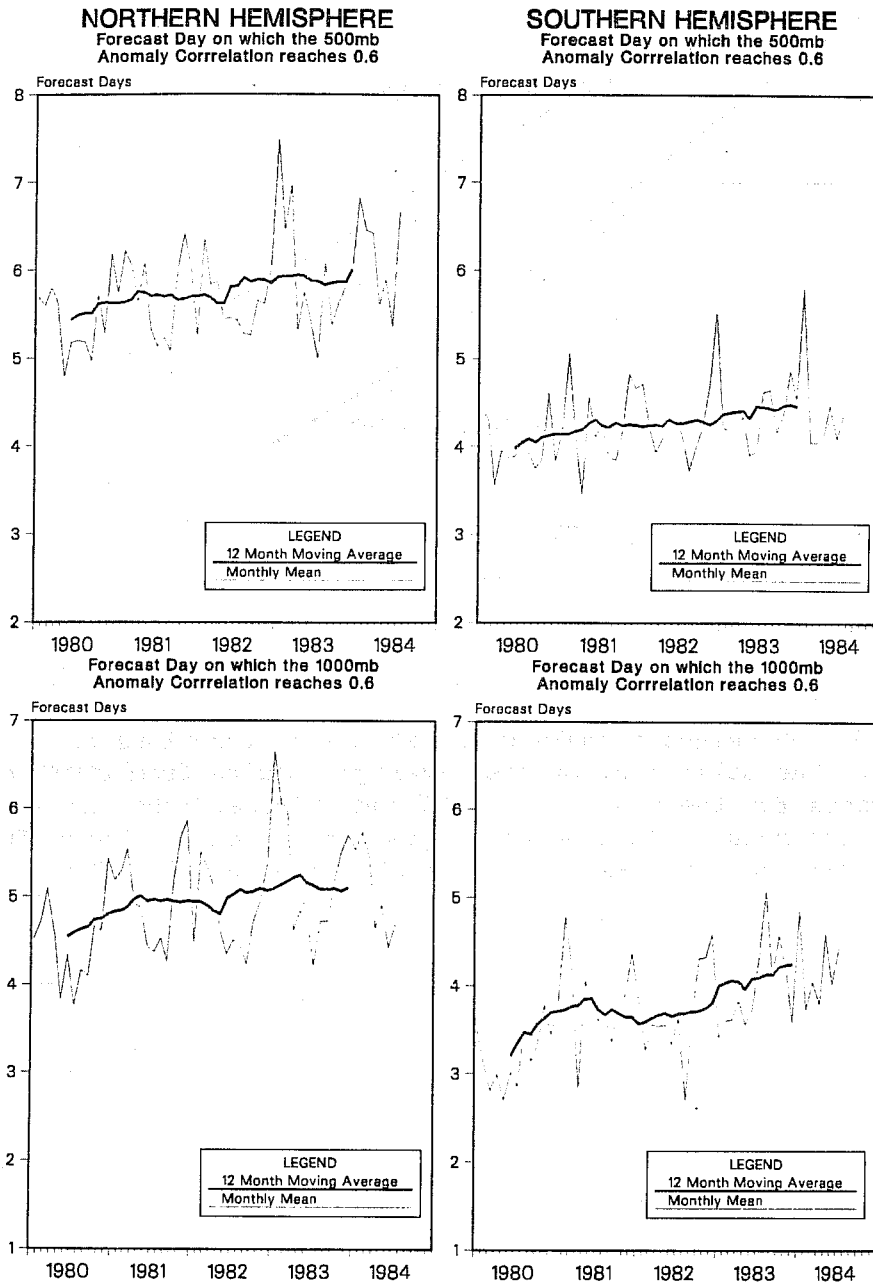 NORTHERN HEMISPHERE
Forecast Day on which the 500mb
Anomaly Corrrelation reaches 0.6
Forecast Days
8
7
6
5
4
3
2
LEGEND
12 Month Moving Average
Monthly Mean
1980 1981 1982 1983 1984
SOUTHERN HEMISPHERE
Forecast Day on which the 500mb
Anomaly Corrrelation reaches 0.6
Forecast Days
8
7
6
5
4
3
2
LEGEND
12 Month Moving Average
Monthly Mean
1980 1981 1982 1983 1984
Forecast Day on which the 1000mb
Anomaly Corrrelation reaches 0.6
Forecast Days
7
6
5
4
3
2
1
LEGEND
12 Month Moving Average
Monthly Mean
1980 1981 1982 1983 1984
Forecast Day on which the 1000mb
Anomaly Corrrelation reaches 0.6
Forecast Days
7
6
5
4
3
2
1
LEGEND
12 Month Moving Average
Monthly Mean
1980 1981 1982 1983 1984